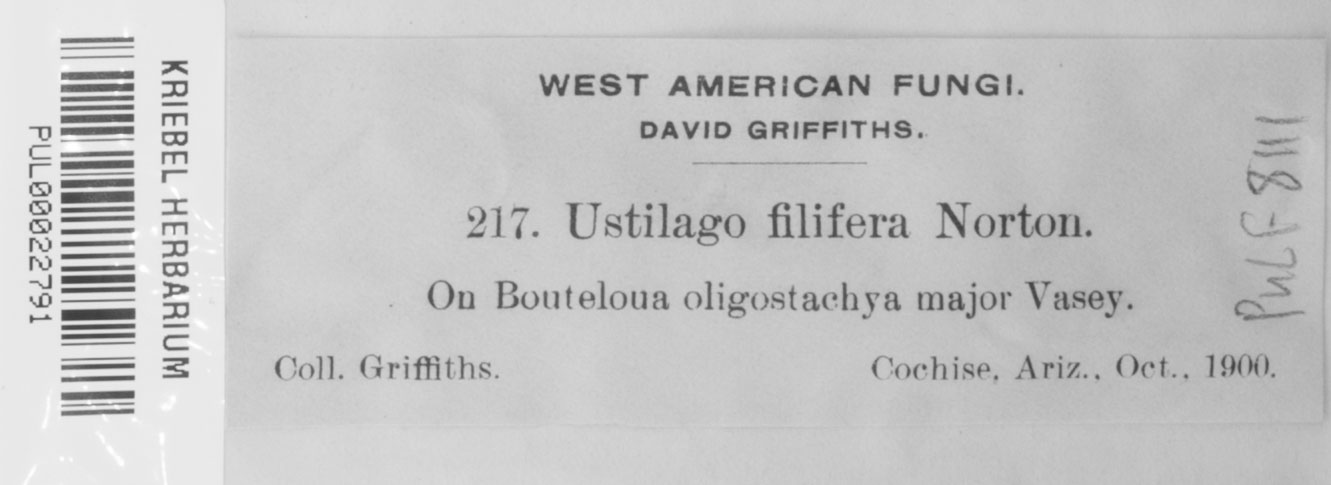 KRIEBEL HERBARIUM
PUL00022791
WEST AMERICAN FUNGI.
DAVID GRIFFITHS.
217. Ustilago filifera Norton.
On Bouteloua oligostachya major Vasey.
Coll. Griffiths.
Cochise, Ariz., Oct., 1900.
PUL F 8111